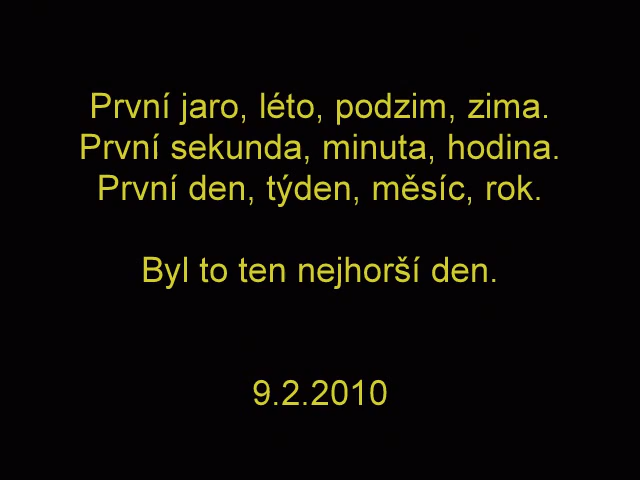 První jaro, léto, podzim, zima.
První sekunda, minuta, hodina.
První den, týden, měsíc, rok.
Byl to ten nejhorší den.
9.2.2010